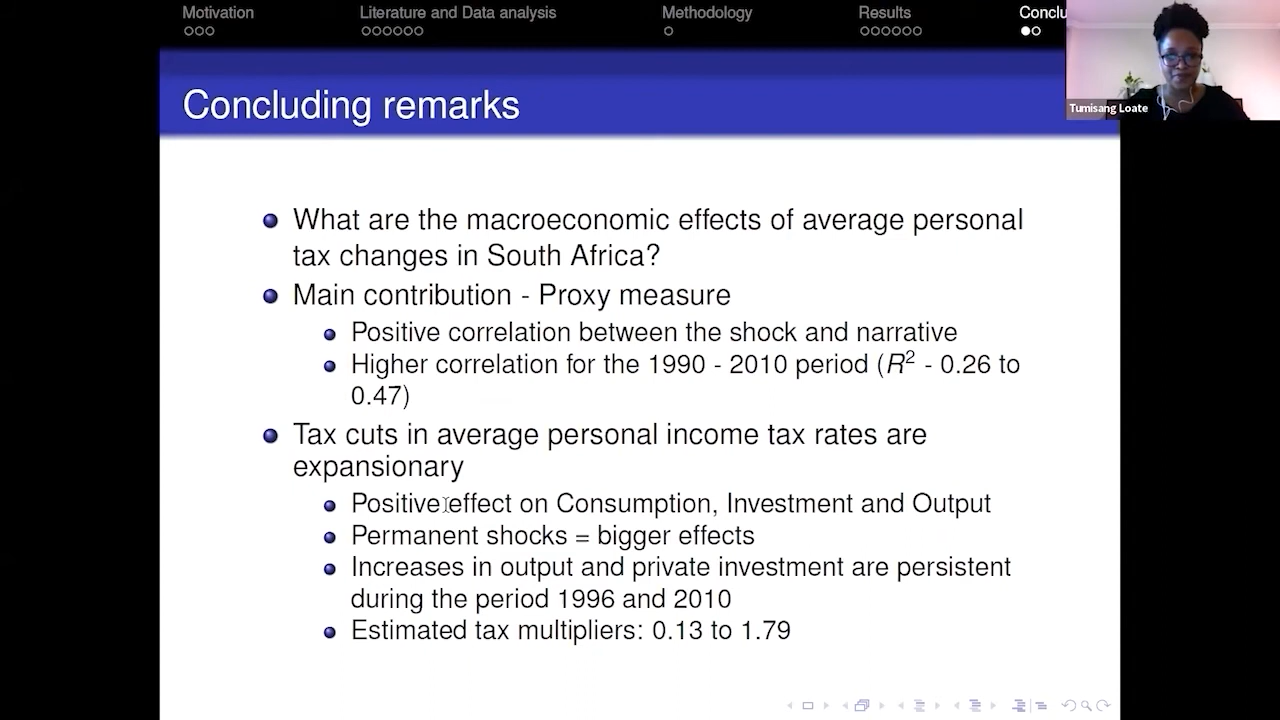 Motivation Literature and Data analysis Methodology Results Conclu
Tumisang Loate
Concluding remarks
What are the macroeconomic effects of average personal
tax changes in South Africa?
Main contribution - Proxy measure
Positive correlation between the shock and narrative
Higher correlation for the 1990 - 2010 period (R² - 0.26 to
0.47)
Tax cuts in average personal income tax rates are
expansionary
Positive effect on Consumption, Investment and Output
Permanent shocks = bigger effects
Increases in output and private investment are persistent
during the period 1996 and 2010
Estimated tax multipliers: 0.13 to 1.79